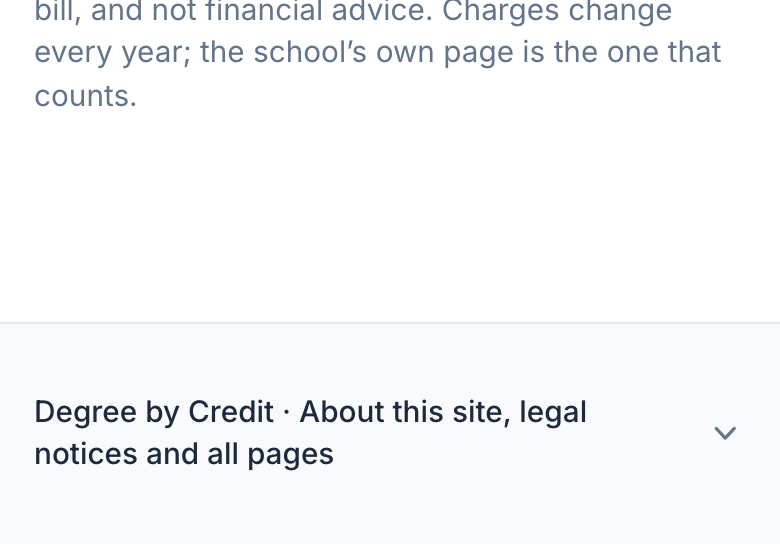 bill, and not financial advice. Charges change
every year; the school’s own page is the one that
counts.
Degree by Credit · About this site, legal
notices and all pages